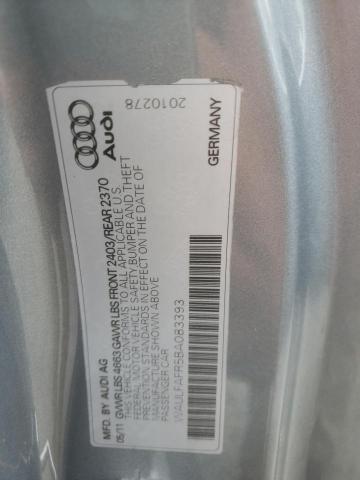 2010278
Audi
GERMANY
MFD. BY AUDI AG
05/11 GVWR LBS 4663 GAWR LBS FRONT 2403/REAR 2370
THIS VEHICLE CONFORMS TO ALL APPLICABLE U.S.
FEDERAL MOTOR VEHICLE SAFETY BUMPER AND THEFT
PREVENTION STANDARDS IN EFFECT ON THE DATE OF
MANUFACTURE SHOWN ABOVE
WAULFAFR5BA083393